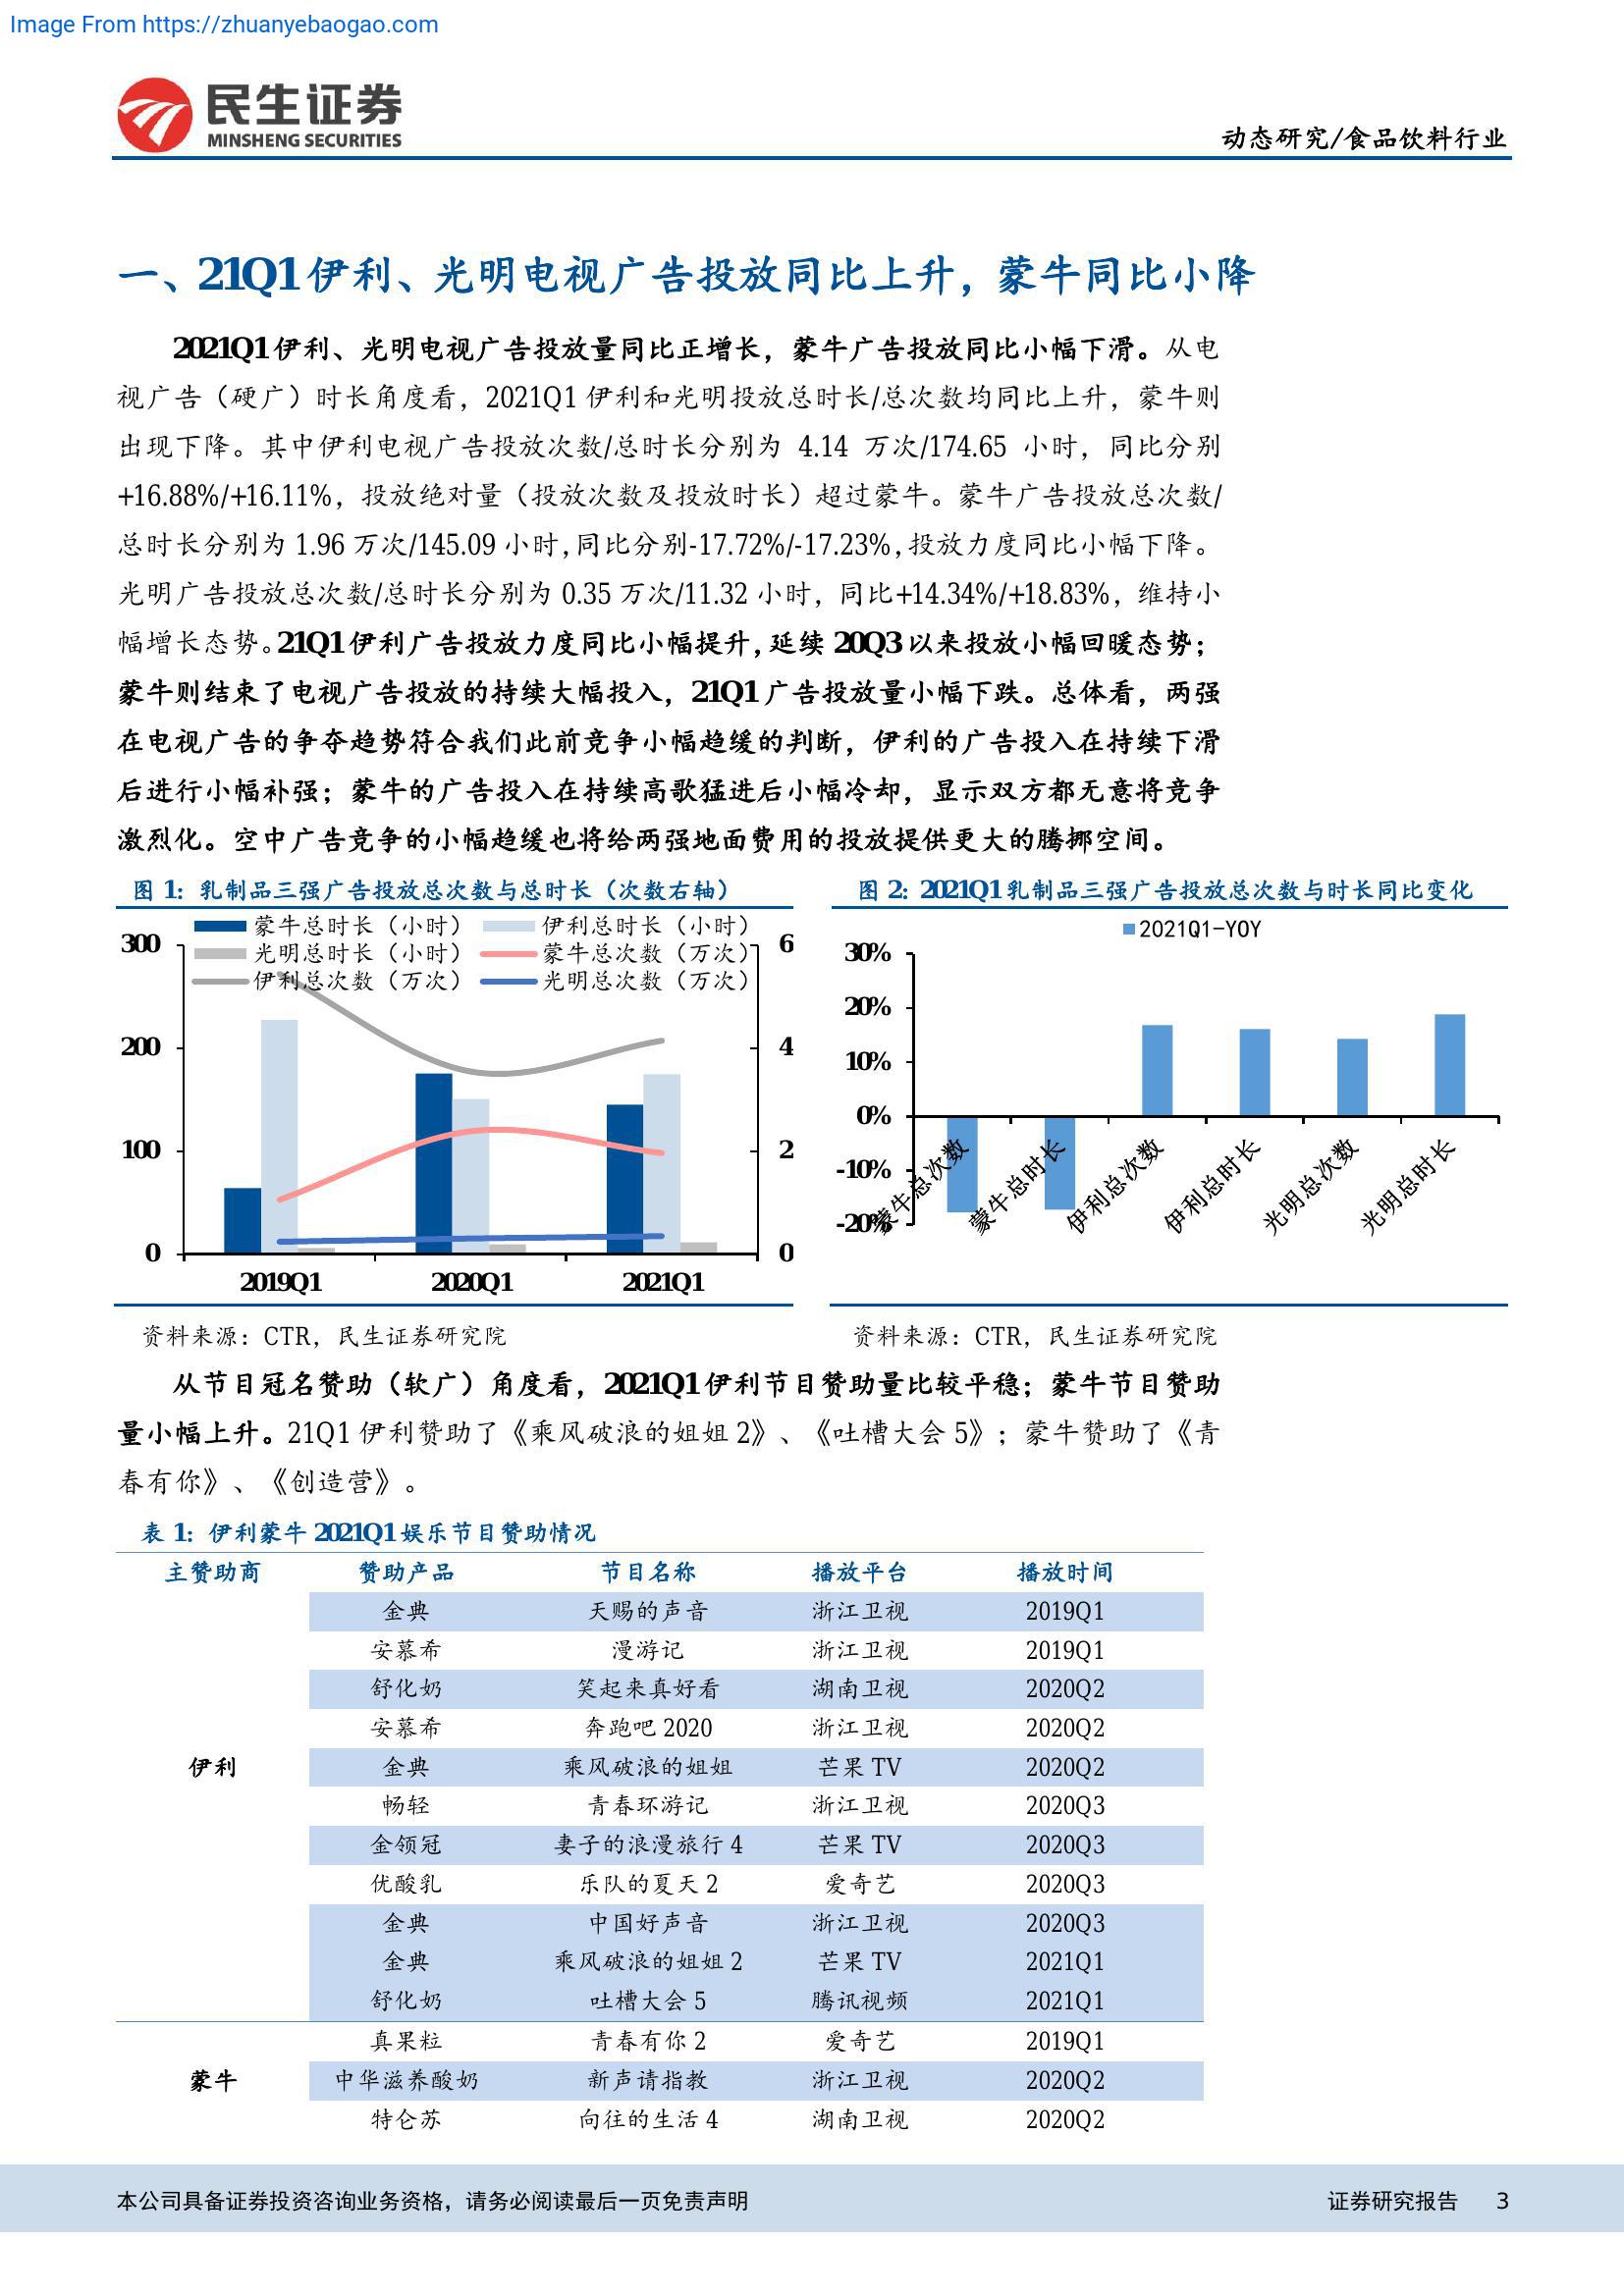 Image From https://zhuanyebaogao.com
民生证券
MINSHENG SECURITIES
动态研究/食品饮料行业
一、21Q1伊利、光明电视广告投放同比上升，蒙牛同比小降
2021Q1伊利、光明电视广告投放量同比正增长，蒙牛广告投放同比小幅下滑。从电
视广告（硬广）时长角度看，2021Q1 伊利和光明投放总时长/总次数均同比上升，蒙牛则
出现下降。其中伊利电视广告投放次数/总时长分别为 4.14 万次/174.65 小时，同比分别
+16.88%/+16.11%，投放绝对量（投放次数及投放时长）超过蒙牛。蒙牛广告投放总次数/
总时长分别为 1.96 万次/145.09 小时，同比分别-17.72%/-17.23%，投放力度同比小幅下降。
光明广告投放总次数/总时长分别为 0.35 万次/11.32 小时，同比+14.34%/+18.83%，维持小
幅增长态势。21Q1伊利广告投放力度同比小幅提升，延续 20Q3 以来投放小幅回暖态势；
蒙牛则结束了电视广告投放的持续大幅投入，21Q1 广告投放量小幅下跌。总体看，两强
在电视广告的争夺趋势符合我们此前竞争小幅趋缓的判断，伊利的广告投入在持续下滑
后进行小幅补强；蒙牛的广告投入在持续高歌猛进后小幅冷却，显示双方都无意将竞争
激烈化。空中广告竞争的小幅趋缓也将给两强地面费用的投放提供更大的腾挪空间。
图 1：乳制品三强广告投放总次数与总时长（次数右轴）
蒙牛总时长（小时） 伊利总时长（小时）
光明总时长（小时） 蒙牛总次数（万次）
伊利总次数（万次） 光明总次数（万次）
300 6
200 4
100 2
0 0
2019Q1 2020Q1 2021Q1
资料来源：CTR，民生证券研究院
图 2：2021Q1乳制品三强广告投放总次数与时长同比变化
2021Q1-YOY
30%
20%
10%
0%
-10%
-20%
蒙牛总次数 蒙牛总时长 伊利总次数 伊利总时长 光明总次数 光明总时长
资料来源：CTR，民生证券研究院
从节目冠名赞助（软广）角度看，2021Q1伊利节目赞助量比较平稳；蒙牛节目赞助
量小幅上升。21Q1 伊利赞助了《乘风破浪的姐姐 2》、《吐槽大会 5》；蒙牛赞助了《青
春有你》、《创造营》。
表 1：伊利蒙牛 2021Q1 娱乐节目赞助情况
主赞助商 赞助产品 节目名称 播放平台 播放时间
金典 天赐的声音 浙江卫视 2019Q1
安慕希 漫游记 浙江卫视 2019Q1
舒化奶 笑起来真好看 湖南卫视 2020Q2
安慕希 奔跑吧 2020 浙江卫视 2020Q2
伊利 金典 乘风破浪的姐姐 芒果 TV 2020Q2
畅轻 青春环游记 浙江卫视 2020Q3
金领冠 妻子的浪漫旅行 4 芒果 TV 2020Q3
优酸乳 乐队的夏天 2 爱奇艺 2020Q3
金典 中国好声音 浙江卫视 2020Q3
金典 乘风破浪的姐姐 2 芒果 TV 2021Q1
舒化奶 吐槽大会 5 腾讯视频 2021Q1
真果粒 青春有你 2 爱奇艺 2019Q1
蒙牛 中华滋养酸奶 新声请指教 浙江卫视 2020Q2
特仑苏 向往的生活 4 湖南卫视 2020Q2
本公司具备证券投资咨询业务资格，请务必阅读最后一页免责声明
证券研究报告 3